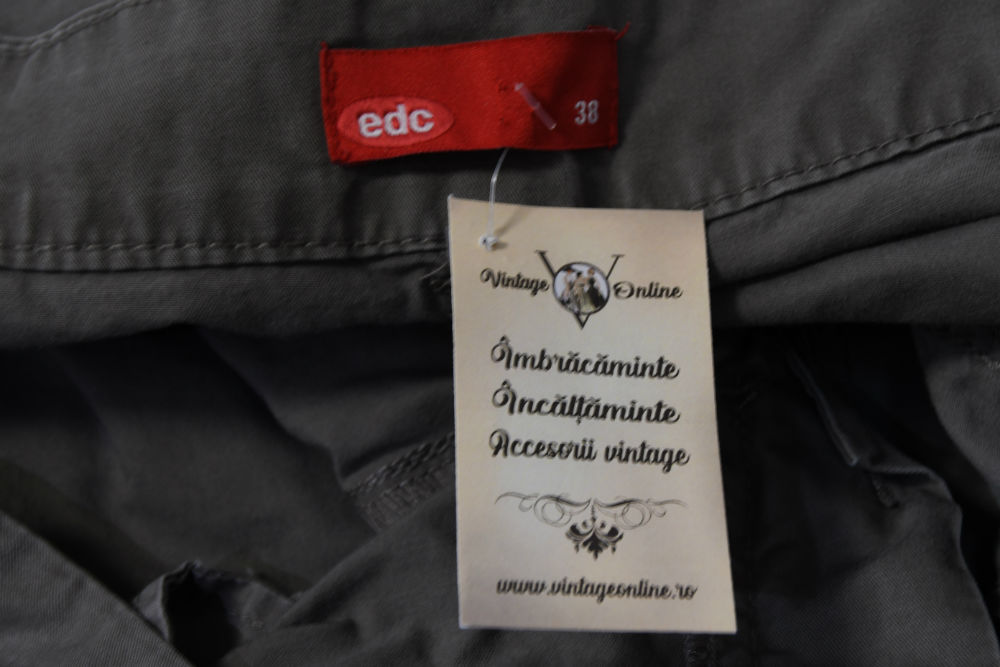 edc
38
Vintage Online
Îmbrăcăminte
Încălțăminte
Accesorii vintage
www.vintageonline.ro